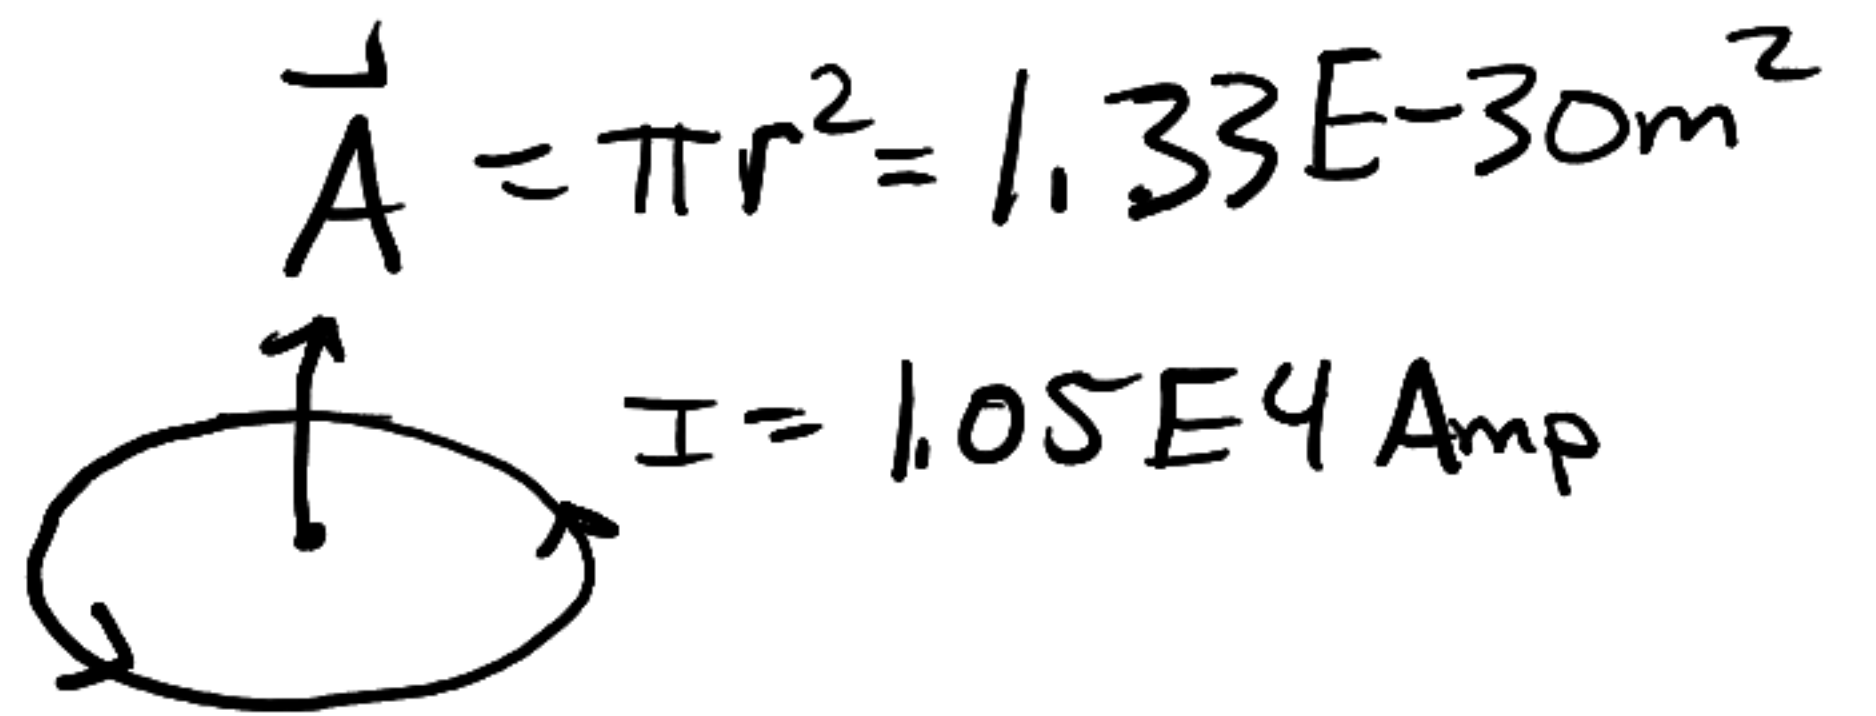 A⃗ = πr² = 1.33E-30m²
I = 1.05E4 Amp